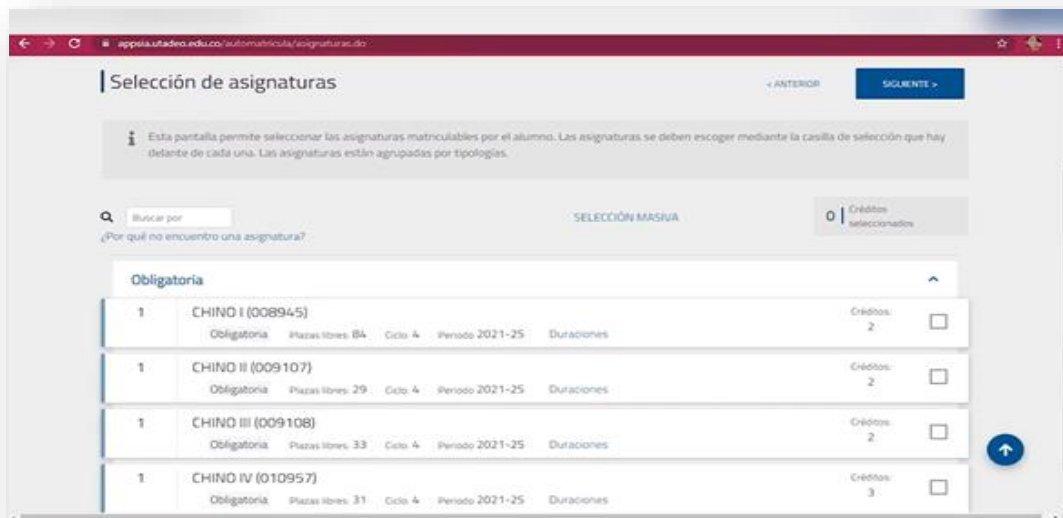 appsia.utadeo.edu.co/automatricula/asignaturas.do
Selección de asignaturas
< ANTERIOR
SIGUIENTE >
Esta pantalla permite seleccionar las asignaturas matriculables por el alumno. Las asignaturas se deben escoger mediante la casilla de selección que hay
delante de cada una. Las asignaturas están agrupadas por tipologías.
Buscar por
SELECCIÓN MASIVA
0 Créditos
seleccionados
¿Por qué no encuentro una asignatura?
Obligatoria
1 CHINO I (008945) Créditos:
Obligatoria Plazas libres: 84 Ciclo: 4 Periodo 2021-25 Duraciones 2
1 CHINO II (009107) Créditos:
Obligatoria Plazas libres: 29 Ciclo: 4 Periodo 2021-25 Duraciones 2
1 CHINO III (009108) Créditos:
Obligatoria Plazas libres: 33 Ciclo: 4 Periodo 2021-25 Duraciones 2
1 CHINO IV (010957) Créditos:
Obligatoria Plazas libres: 31 Ciclo: 4 Periodo 2021-25 Duraciones 3